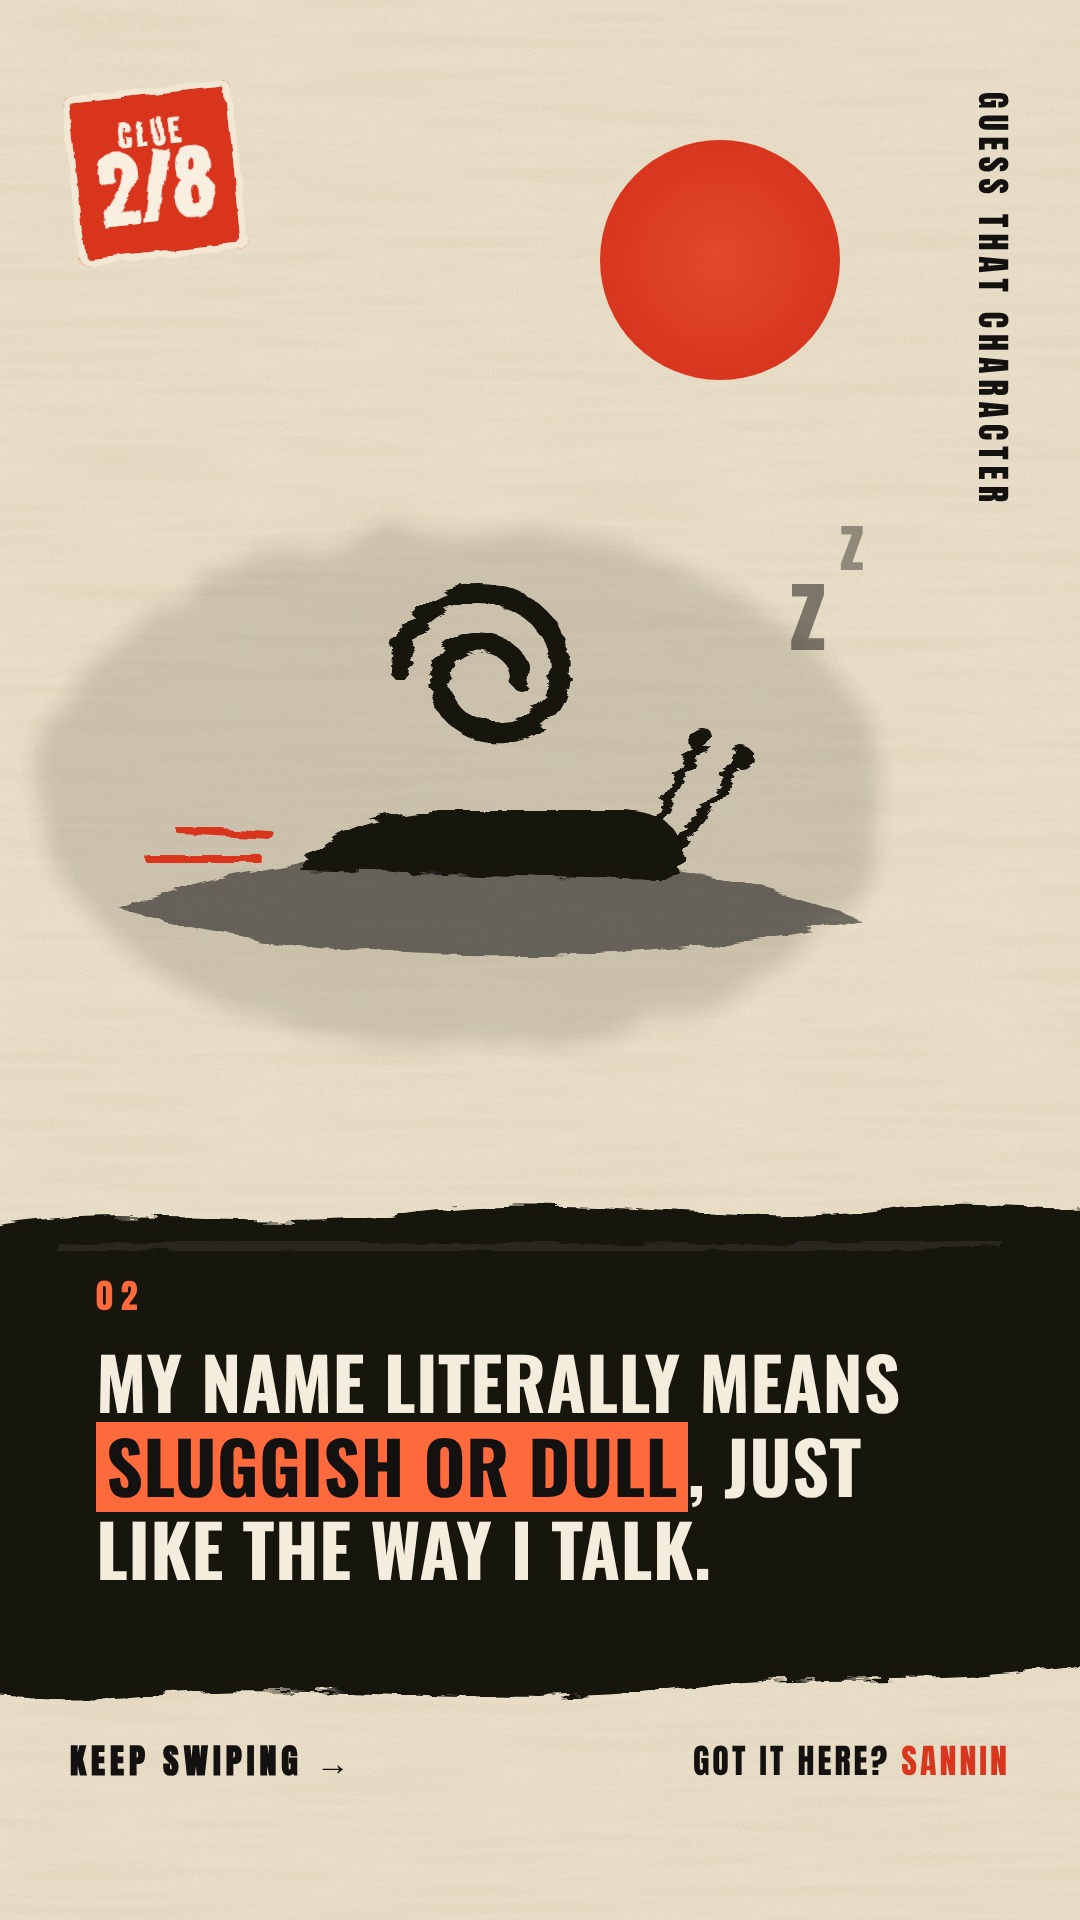 CLUE
2/8
GUESS THAT CHARACTER
Z
Z
02
MY NAME LITERALLY MEANS
SLUGGISH OR DULL, JUST
LIKE THE WAY I TALK.
KEEP SWIPING →
GOT IT HERE? SANNIN